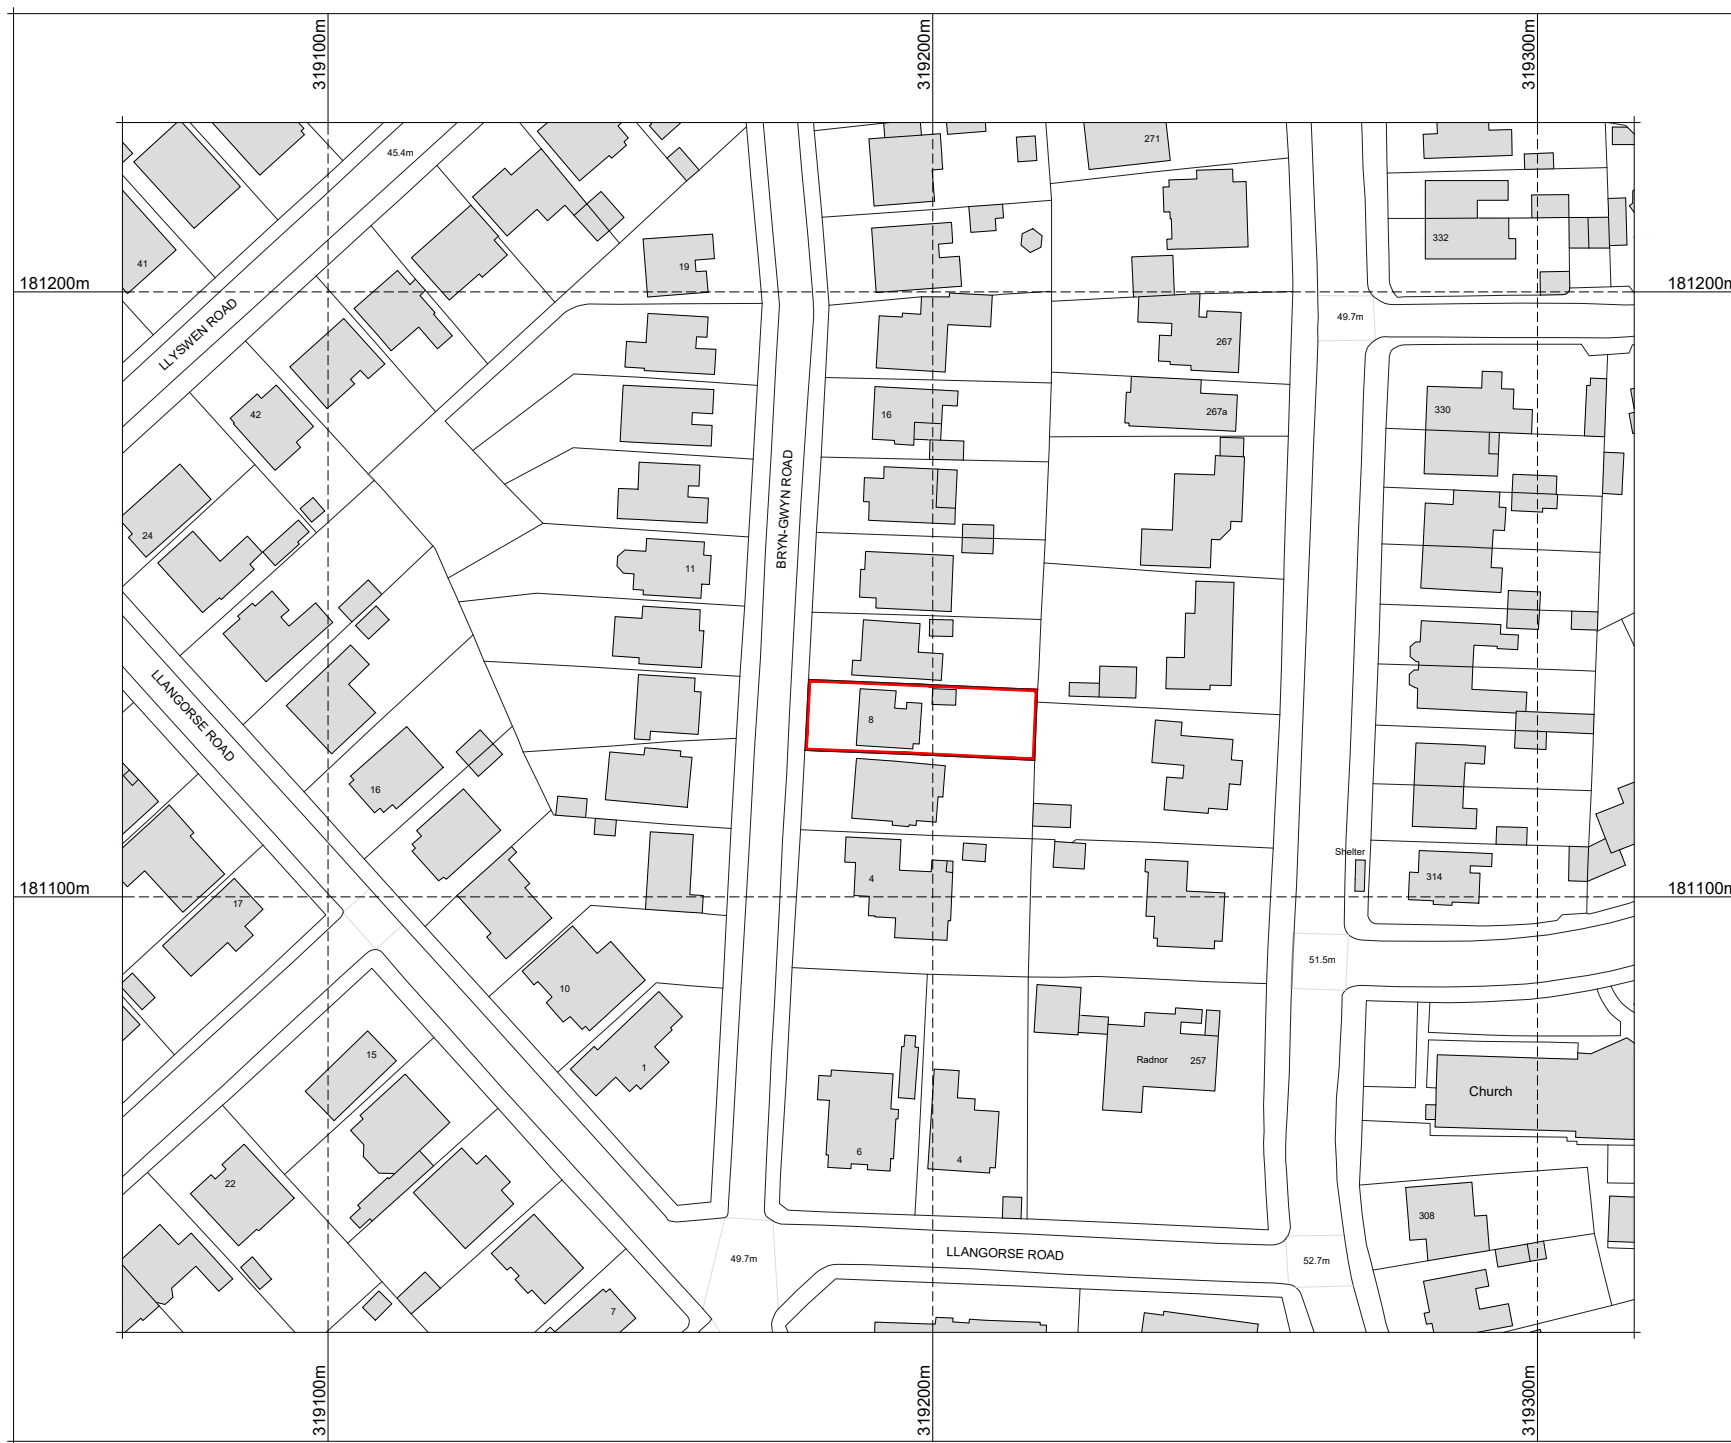 319100m
319200m
319300m
271
45.4m
332
41
19
181200m
181200m
LLYSWEN ROAD
49.7m
267
42
16
267a
330
BRYN-GWYN ROAD
24
11
LLANGORSE ROAD
8
16
Shelter
314
4
181100m
181100m
17
51.5m
10
15
Radnor
257
1
Church
6
4
22
308
49.7m
LLANGORSE ROAD
52.7m
7
319100m
319200m
319300m